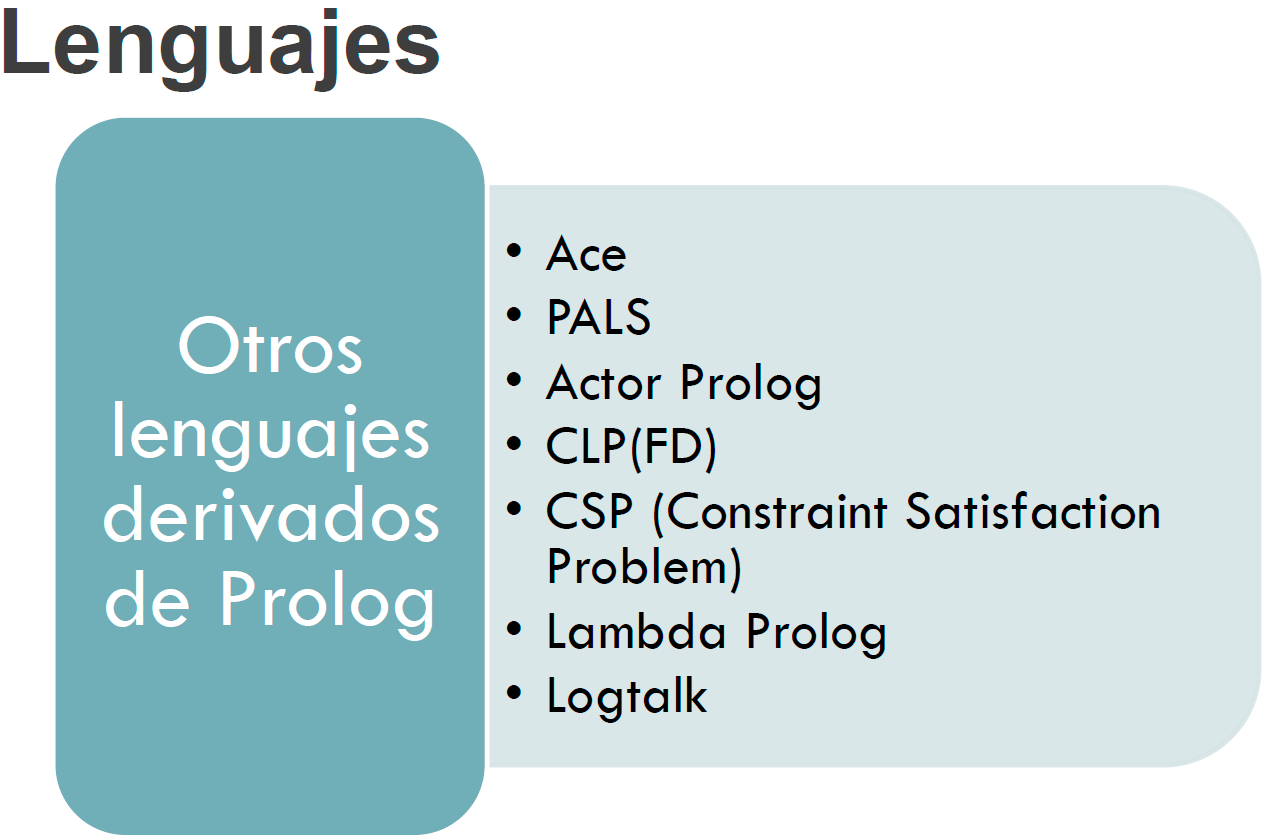 Lenguajes
Otros
lenguajes
derivados
de Prolog
• Ace
• PALS
• Actor Prolog
• CLP(FD)
• CSP (Constraint Satisfaction
Problem)
• Lambda Prolog
• Logtalk